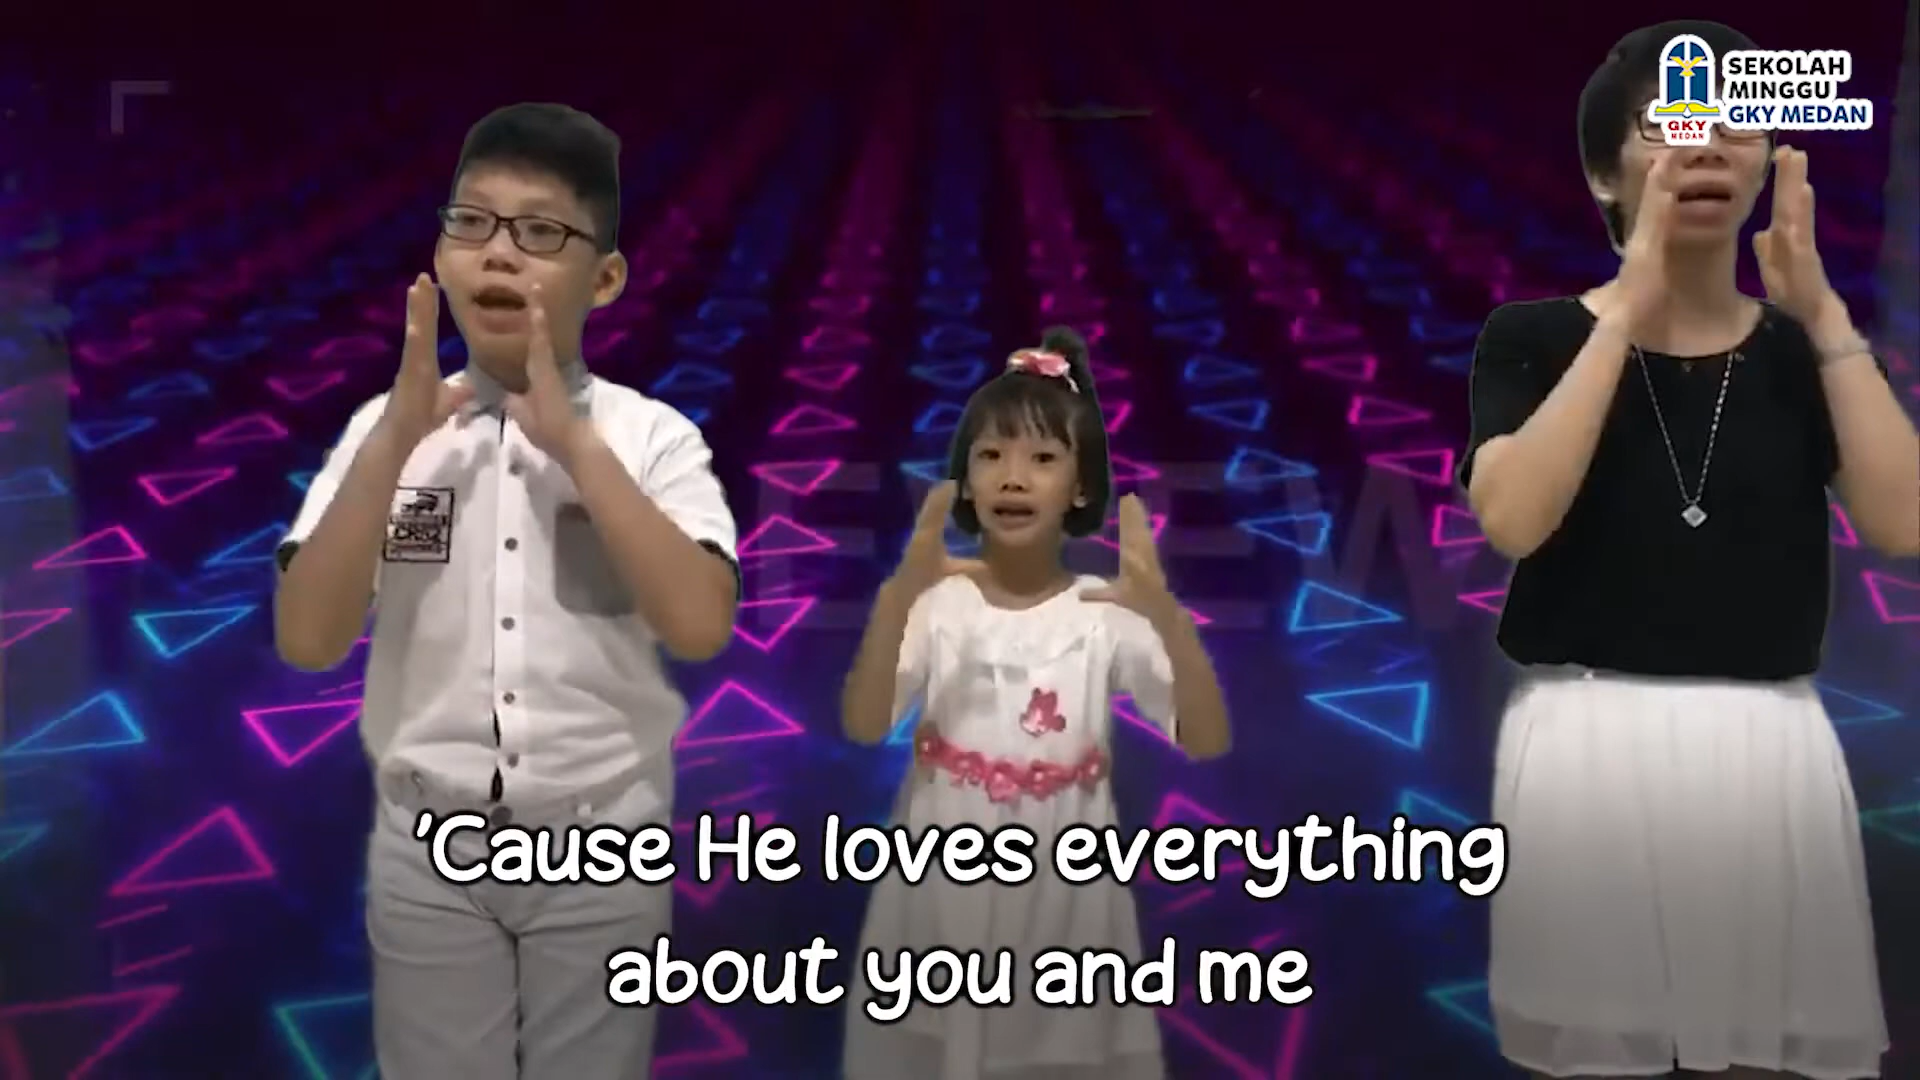 SEKOLAH
MINGGU
GKY MEDAN
GKY
MEDAN
'Cause He loves everything
about you and me